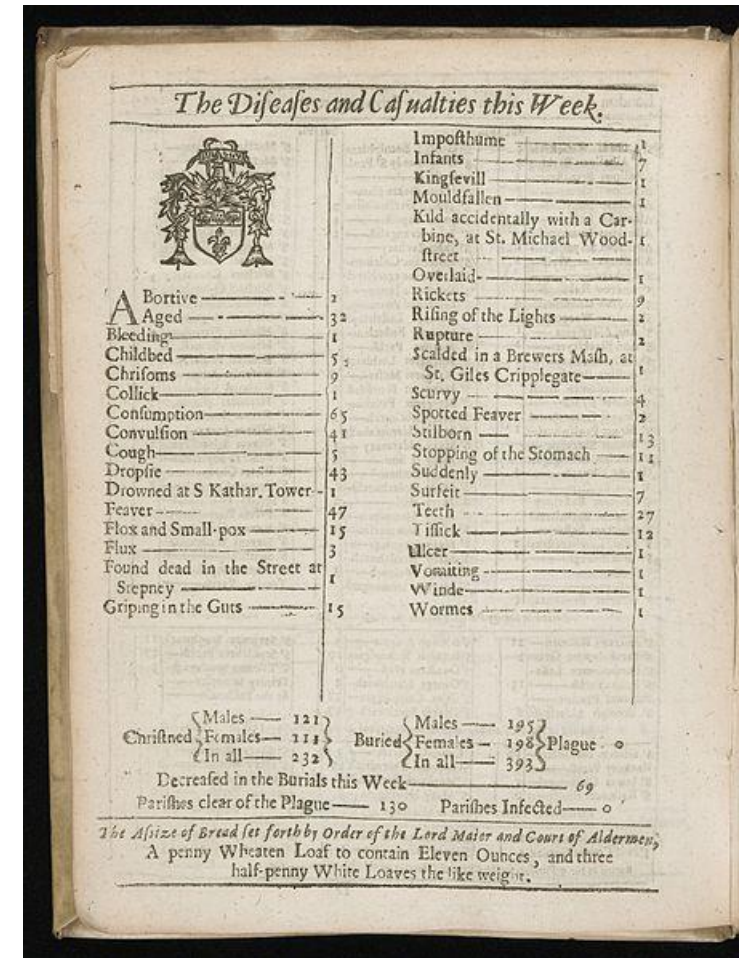 The Diſeaſes and Caſualties this Week.
Abortive — 2
Aged — 32
Bleeding — 1
Childbed — 5
Chriſoms — 9
Collick — 1
Conſumption — 65
Convulſion — 41
Cough — 5
Dropſie — 43
Drowned at S Kathar. Tower - 1
Feaver — 47
Flox and Small-pox — 15
Flux — 3
Found dead in the Street at
Stepney — 1
Griping in the Guts — 15
Impoſthume — 1
Infants — 7
Kingſevill — 1
Mouldfallen — 1
Kild accidentally with a Car-
bine, at St. Michael Wood- 1
ſtreet —
Overlaid — 1
Rickets — 9
Riſing of the Lights — 2
Rupture — 2
Scalded in a Brewers Maſh, at
St. Giles Cripplegate — 1
Scurvy — 4
Spotted Feaver — 2
Stilborn — 13
Stopping of the Stomach — 11
Suddenly — 1
Surfeit — 7
Teeth — 27
Tiſſick — 12
Ulcer — 1
Vomiting — 1
Winde — 1
Wormes — 1
Chriſtned { Males — 121 Females — 111 In all — 232 }
Buried { Males — 195 Females — 198 In all — 393 } Plague — 0
Decreaſed in the Burials this Week — 69
Pariſhes clear of the Plague — 130 Pariſhes Infected — 0
The Aſsize of Bread ſet forth by Order of the Lord Maior and Court of Aldermen,
A penny Wheaten Loaf to contain Eleven Ounces, and three
half-penny White Loaves the like weight.